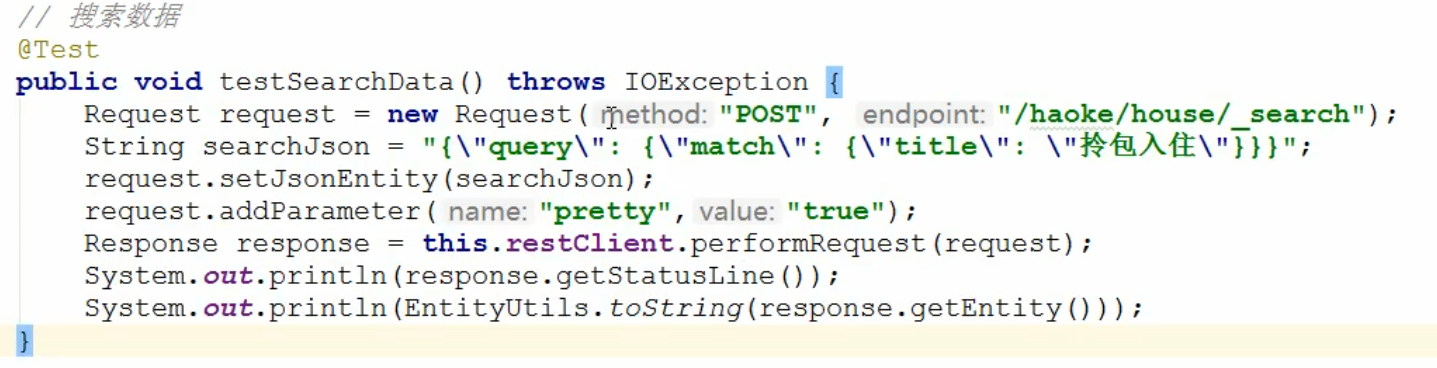 // 搜索数据
@Test
public void testSearchData() throws IOException {
Request request = new Request( method: "POST", endpoint: "/haoke/house/_search");
String searchJson = "{\"query\": {\"match\": {\"title\": \"拎包入住\"}}}";
request.setJsonEntity(searchJson);
request.addParameter( name: "pretty", value: "true");
Response response = this.restClient.performRequest(request);
System.out.println(response.getStatusLine());
System.out.println(EntityUtils.toString(response.getEntity()));
}